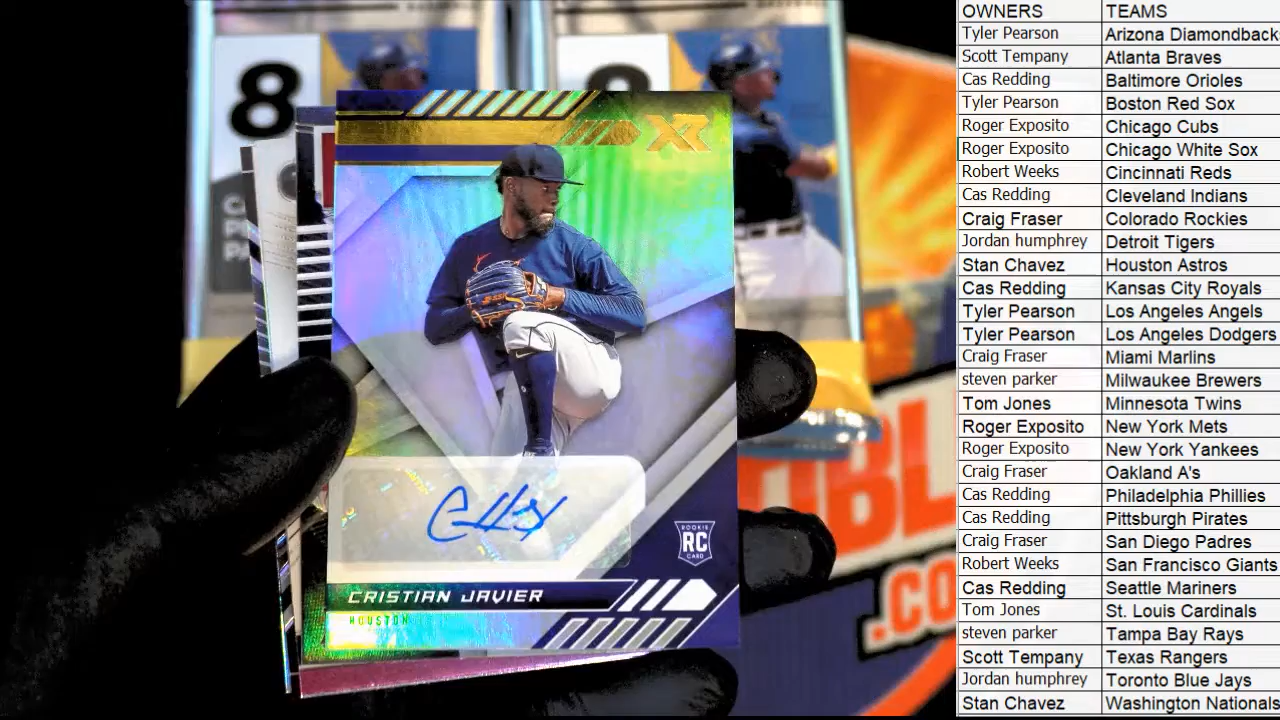 8
XR
ROOKIE
RC
CARD
CRISTIAN JAVIER
HOUSTON
IBL
.CO
OWNERS TEAMS
Tyler Pearson Arizona Diamondbacks
Scott Tempany Atlanta Braves
Cas Redding Baltimore Orioles
Tyler Pearson Boston Red Sox
Roger Exposito Chicago Cubs
Roger Exposito Chicago White Sox
Robert Weeks Cincinnati Reds
Cas Redding Cleveland Indians
Craig Fraser Colorado Rockies
Jordan humphrey Detroit Tigers
Stan Chavez Houston Astros
Cas Redding Kansas City Royals
Tyler Pearson Los Angeles Angels
Tyler Pearson Los Angeles Dodgers
Craig Fraser Miami Marlins
steven parker Milwaukee Brewers
Tom Jones Minnesota Twins
Roger Exposito New York Mets
Roger Exposito New York Yankees
Craig Fraser Oakland A's
Cas Redding Philadelphia Phillies
Cas Redding Pittsburgh Pirates
Craig Fraser San Diego Padres
Robert Weeks San Francisco Giants
Cas Redding Seattle Mariners
Tom Jones St. Louis Cardinals
steven parker Tampa Bay Rays
Scott Tempany Texas Rangers
Jordan humphrey Toronto Blue Jays
Stan Chavez Washington Nationals